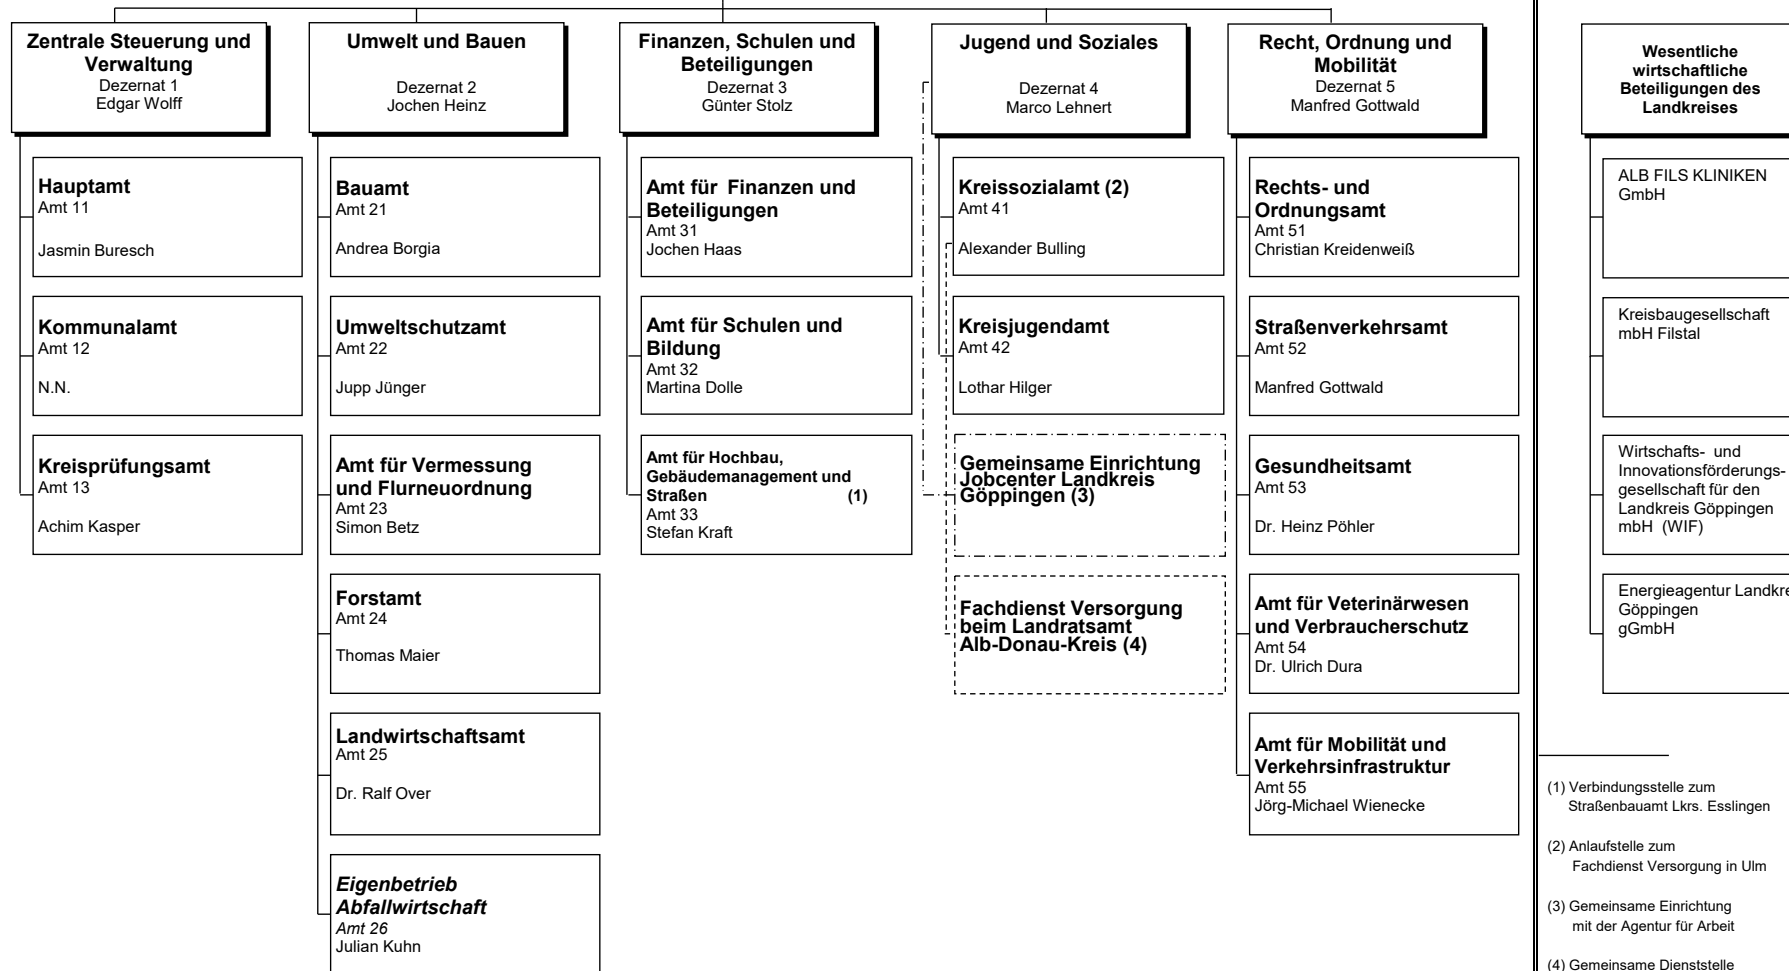 Zentrale Steuerung und
Verwaltung
Dezernat 1
Edgar Wolff
Hauptamt
Amt 11
Jasmin Buresch
Kommunalamt
Amt 12
N.N.
Kreisprüfungsamt
Amt 13
Achim Kasper
Umwelt und Bauen
Dezernat 2
Jochen Heinz
Bauamt
Amt 21
Andrea Borgia
Umweltschutzamt
Amt 22
Jupp Jünger
Amt für Vermessung
und Flurneuordnung
Amt 23
Simon Betz
Forstamt
Amt 24
Thomas Maier
Landwirtschaftsamt
Amt 25
Dr. Ralf Over
Eigenbetrieb
Abfallwirtschaft
Amt 26
Julian Kuhn
Finanzen, Schulen und
Beteiligungen
Dezernat 3
Günter Stolz
Amt für Finanzen und
Beteiligungen
Amt 31
Jochen Haas
Amt für Schulen und
Bildung
Amt 32
Martina Dolle
Amt für Hochbau,
Gebäudemanagement und
Straßen (1)
Amt 33
Stefan Kraft
Jugend und Soziales
Dezernat 4
Marco Lehnert
Kreissozialamt (2)
Amt 41
Alexander Bulling
Kreisjugendamt
Amt 42
Lothar Hilger
Gemeinsame Einrichtung
Jobcenter Landkreis
Göppingen (3)
Fachdienst Versorgung
beim Landratsamt
Alb-Donau-Kreis (4)
Recht, Ordnung und
Mobilität
Dezernat 5
Manfred Gottwald
Rechts- und
Ordnungsamt
Amt 51
Christian Kreidenweiß
Straßenverkehrsamt
Amt 52
Manfred Gottwald
Gesundheitsamt
Amt 53
Dr. Heinz Pöhler
Amt für Veterinärwesen
und Verbraucherschutz
Amt 54
Dr. Ulrich Dura
Amt für Mobilität und
Verkehrsinfrastruktur
Amt 55
Jörg-Michael Wienecke
Wesentliche
wirtschaftliche
Beteiligungen des
Landkreises
ALB FILS KLINIKEN
GmbH
Kreisbaugesellschaft
mbH Filstal
Wirtschafts- und
Innovationsförderungs-
gesellschaft für den
Landkreis Göppingen
mbH (WIF)
Energieagentur Landkre
Göppingen
gGmbH
(1) Verbindungsstelle zum
Straßenbauamt Lkrs. Esslingen
(2) Anlaufstelle zum
Fachdienst Versorgung in Ulm
(3) Gemeinsame Einrichtung
mit der Agentur für Arbeit
(4) Gemeinsame Dienststelle